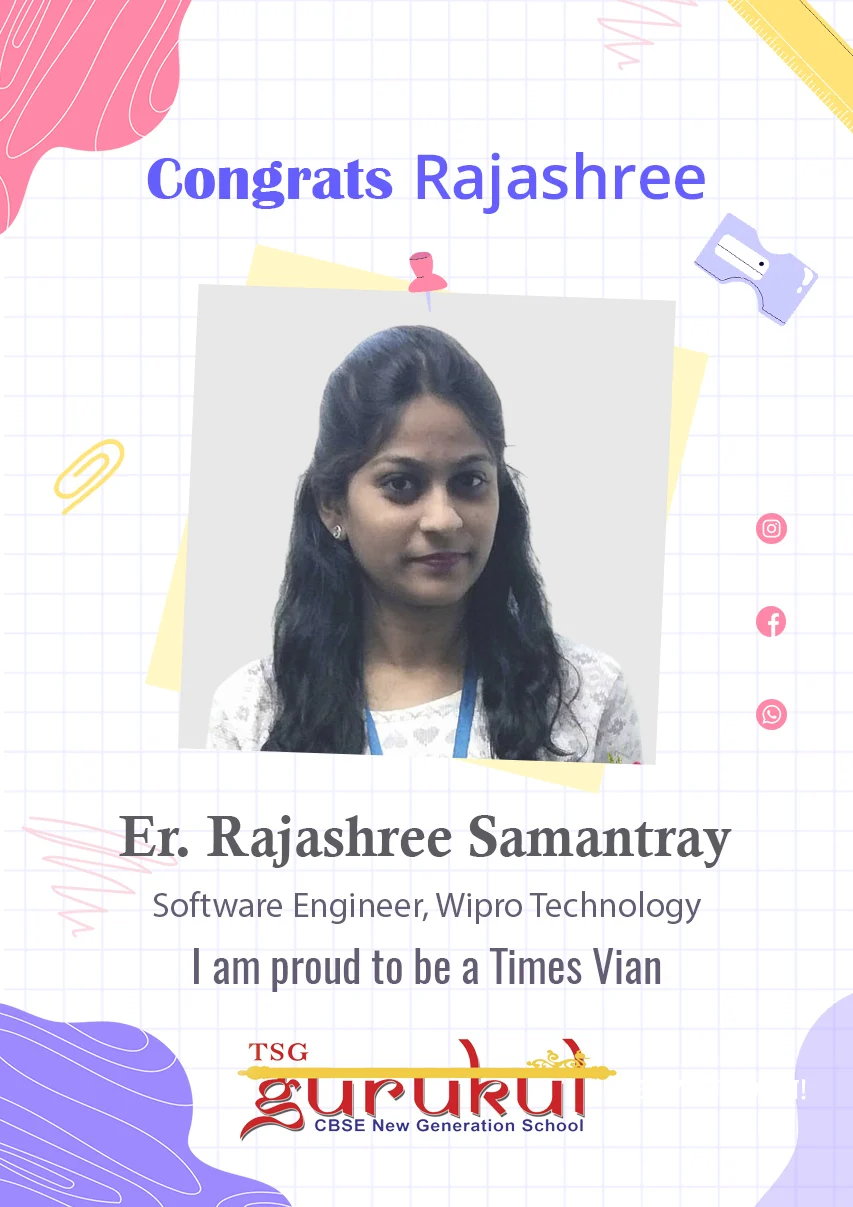 Congrats Rajashree
Er. Rajashree Samantray
Software Engineer, Wipro Technology
I am proud to be a Times Vian
TSG
gurukul
CBSE New Generation School